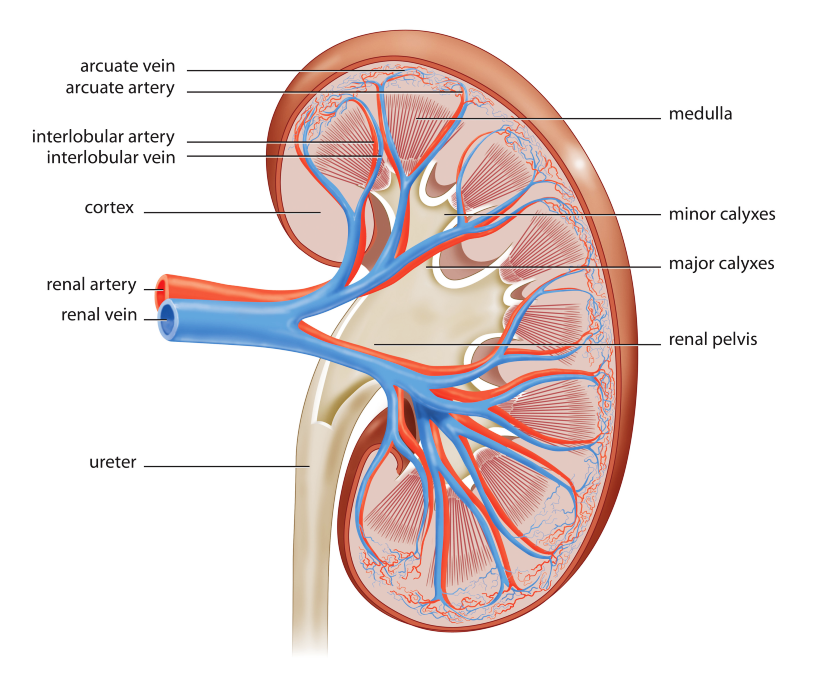 arcuate vein
arcuate artery
interlobular artery
interlobular vein
cortex
renal artery
renal vein
ureter
medulla
minor calyxes
major calyxes
renal pelvis